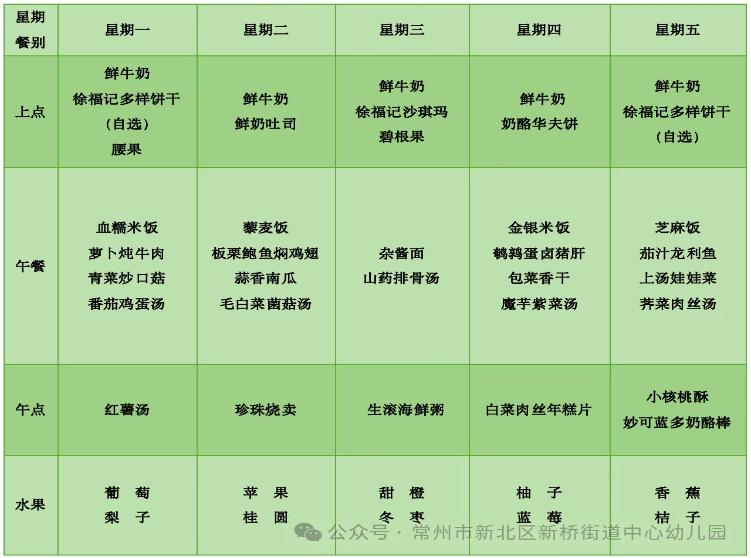 星期
餐别
星期一
星期二
星期三
星期四
星期五
上点
鲜牛奶
徐福记多样饼干
(自选)
腰果
鲜牛奶
鲜奶吐司
鲜牛奶
徐福记沙琪玛
碧根果
鲜牛奶
奶酪华夫饼
鲜牛奶
徐福记多样饼干
(自选)
午餐
血糯米饭
萝卜炖牛肉
青菜炒口菇
番茄鸡蛋汤
藜麦饭
板栗鲍鱼焖鸡翅
蒜香南瓜
毛白菜菌菇汤
杂酱面
山药排骨汤
金银米饭
鹌鹑蛋卤猪肝
包菜香干
魔芋紫菜汤
芝麻饭
茄汁龙利鱼
上汤娃娃菜
荠菜肉丝汤
午点
红薯汤
珍珠烧卖
生滚海鲜粥
白菜肉丝年糕片
小核桃酥
妙可蓝多奶酪棒
水果
葡 萄
梨 子
苹 果
桂 圆
甜 橙
冬 枣
柚 子
蓝 莓
香 蕉
桔 子
公众号·常州市新北区新桥街道中心幼儿园